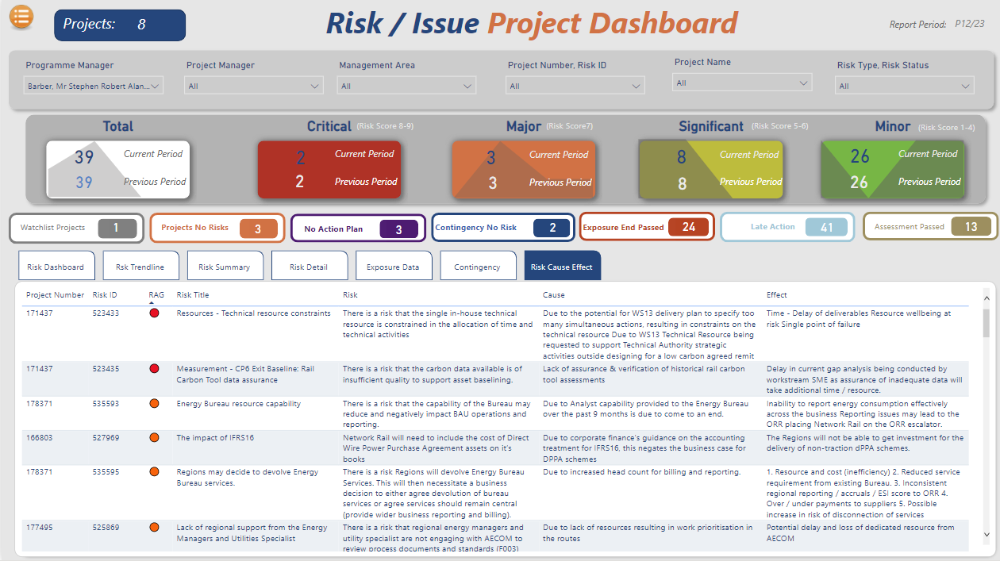 Projects: 8
Risk / Issue Project Dashboard
Report Period: P12/23
Programme Manager
Project Manager
Management Area
Project Number, Risk ID
Project Name
Risk Type, Risk Status
Barber, Mr Stephen Robert Alan...
All
All
All
All
All
Total
Critical (Risk Score 8-9)
Major (Risk Score7)
Significant (Risk Score 5-6)
Minor (Risk Score 1-4)
39 Current Period
39 Previous Period
2 Current Period
2 Previous Period
3 Current Period
3 Previous Period
8 Current Period
8 Previous Period
26 Current Period
26 Previous Period
Watchlist Projects 1
Projects No Risks 3
No Action Plan 3
Contingency No Risk 2
Exposure End Passed 24
Late Action 41
Assessment Passed 13
Risk Dashboard
Rsk Trendline
Risk Summary
Risk Detail
Exposure Data
Contingency
Risk Cause Effect
Project Number Risk ID RAG Risk Title Risk Cause Effect
171437 523433 Resources - Technical resource constraints
There is a risk that the single in-house technical
resource is constrained in the allocation of time and
technical activities
Due to the potential for WS13 delivery plan to specify too
many simultaneous actions, resulting in constraints on the
technical resource Due to WS13 Technical Resource being
requested to support Technical Authority strategic
activities outside designing for a low carbon agreed remit
Time - Delay of deliverables Resource wellbeing at
risk Single point of failure
171437 523435 Measurement - CP6 Exit Baseline: Rail
Carbon Tool data assurance
There is a risk that the carbon data available is of
insufficient quality to support asset baselining.
Lack of assurance & verification of historical rail carbon
tool assessments
Delay in current gap analysis being conducted by
workstream SME as assurance of inadequate data will
take additional time / resource.
178371 535593 Energy Bureau resource capability
There is a risk that the capability of the Bureau may
reduce and negatively impact BAU operations and
reporting.
Due to Analyst capability provided to the Energy Bureau
over the past 9 months is due to come to an end.
Inability to report energy consumption effectively
across the business Reporting issues may lead to the
ORR placing Network Rail on the ORR escalator.
166803 527969 The impact of IFRS16
Network Rail will need to include the cost of Direct
Wire Power Purchase Agreement assets on it's
books
Due to corporate finance's guidance on the accounting
treatment for IFRS16, this negates the business case for
DPPA schemes
The Regions will not be able to get investment for the
delivery of non-traction dPPA schemes.
178371 535595 Regions may decide to devolve Energy
Bureau services.
There is a risk Regions will devolve Energy Bureau
Services. This will then necessitate a business
decision to either agree devolution of bureau
services or agree services should remain central
(provide wider business reporting and billing).
Due to increased head count for billing and reporting.
1. Resource and cost (inefficiency) 2. Reduced service
requirement from existing Bureau. 3. Inconsistent
regional reporting / accruals / ESI score to ORR 4.
Over / under payments to suppliers 5. Possible
increase in risk of disconnection of services
177495 525869 Lack of regional support from the Energy
Managers and Utilities Specialist
There is a risk that regional energy managers and
utility specialist are not engaging with AECOM to
review process documents and standards (F003)
Due to lack of resources resulting in work prioritisation in
the routes
Potential delay and loss of dedicated resource from
AECOM